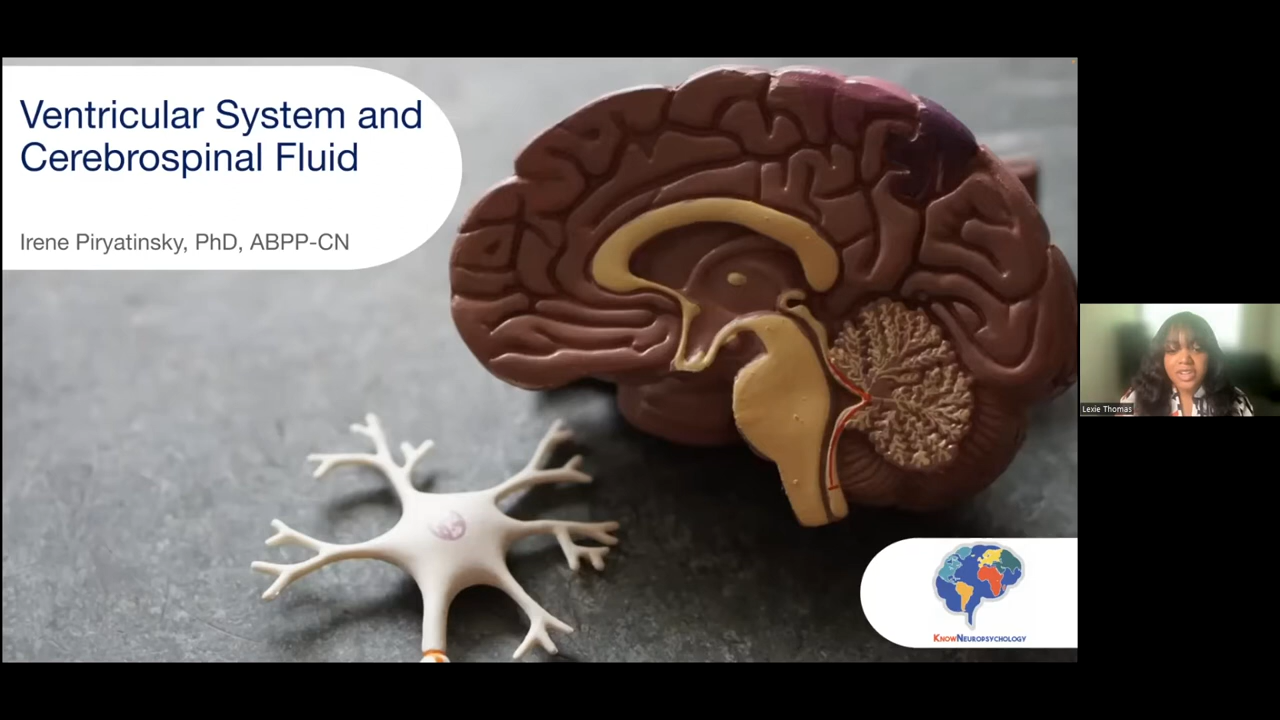 Ventricular System and
Cerebrospinal Fluid
Irene Piryatinsky, PhD, ABPP-CN
Lexie Thomas
KNOWNEUROPSYCHOLOGY